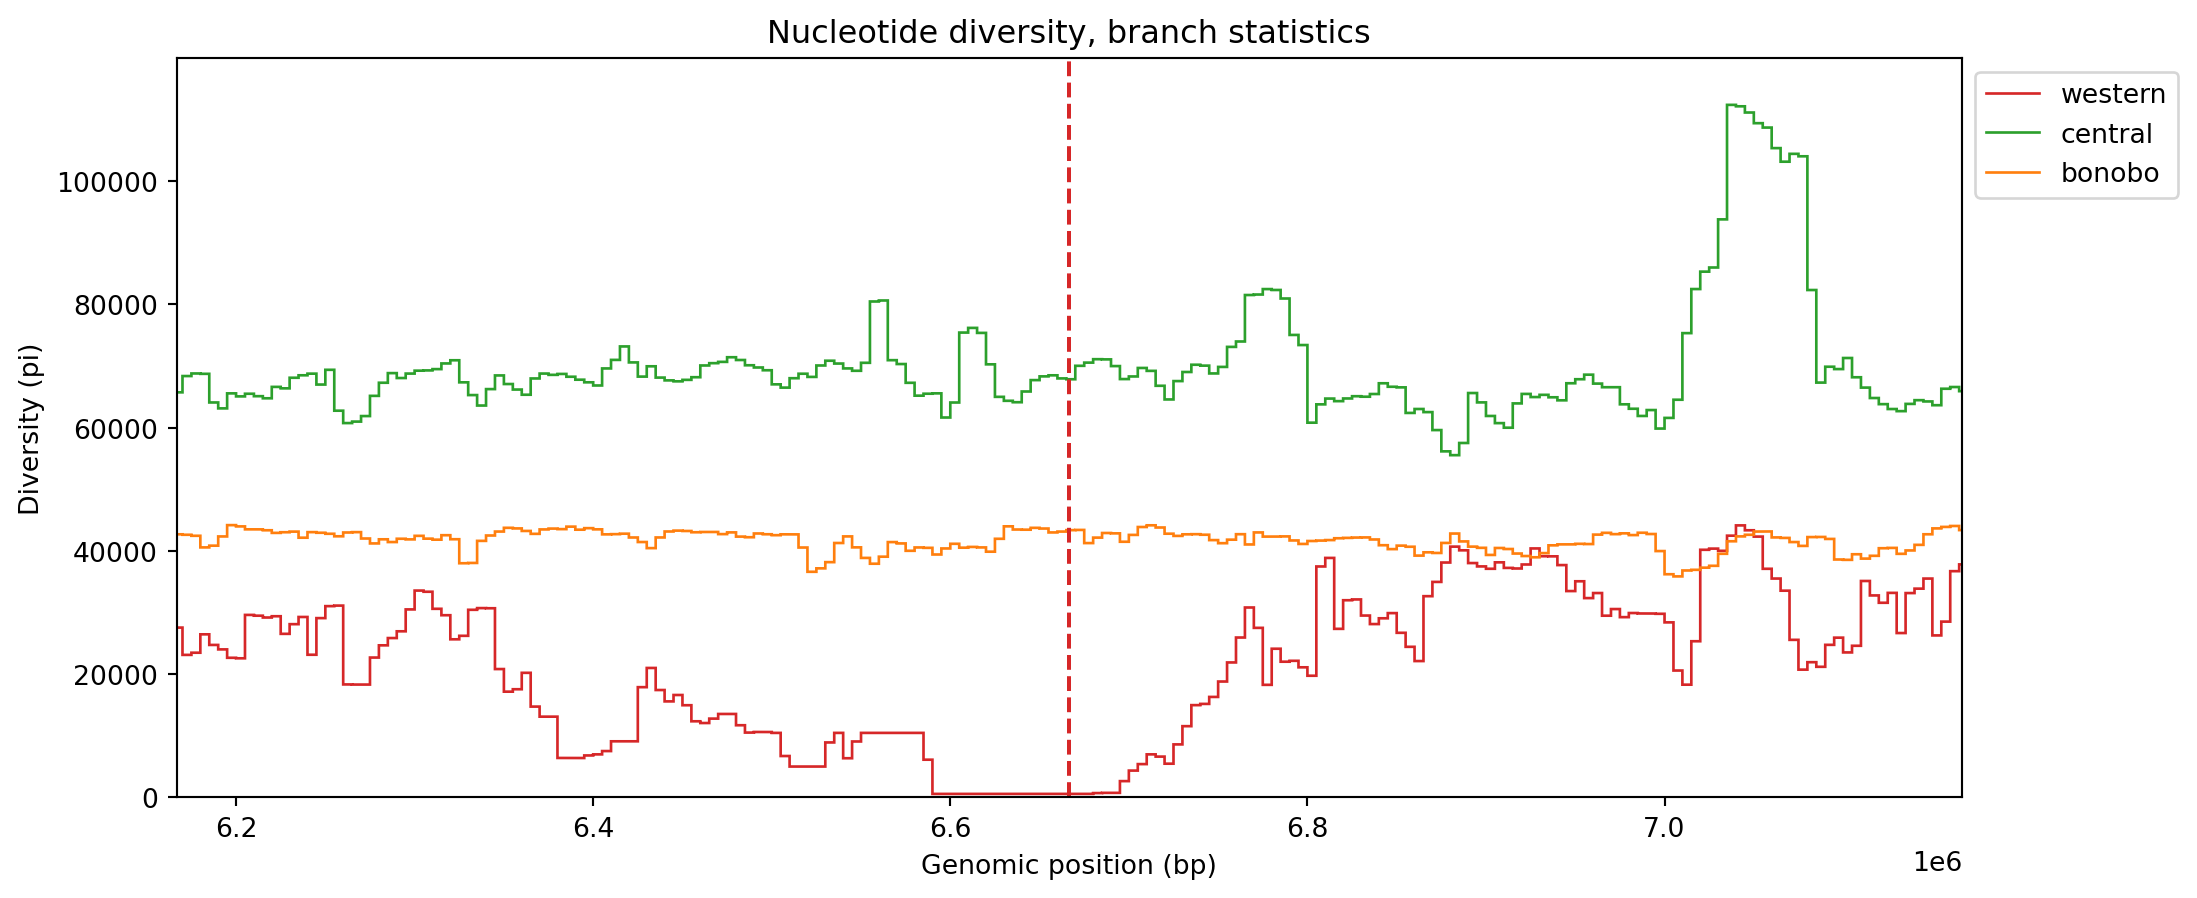 Nucleotide diversity, branch statistics
western
central
bonobo
Diversity (pi)
100000
80000
60000
40000
20000
0
6.2 6.4 6.6 6.8 7.0
1e6
Genomic position (bp)